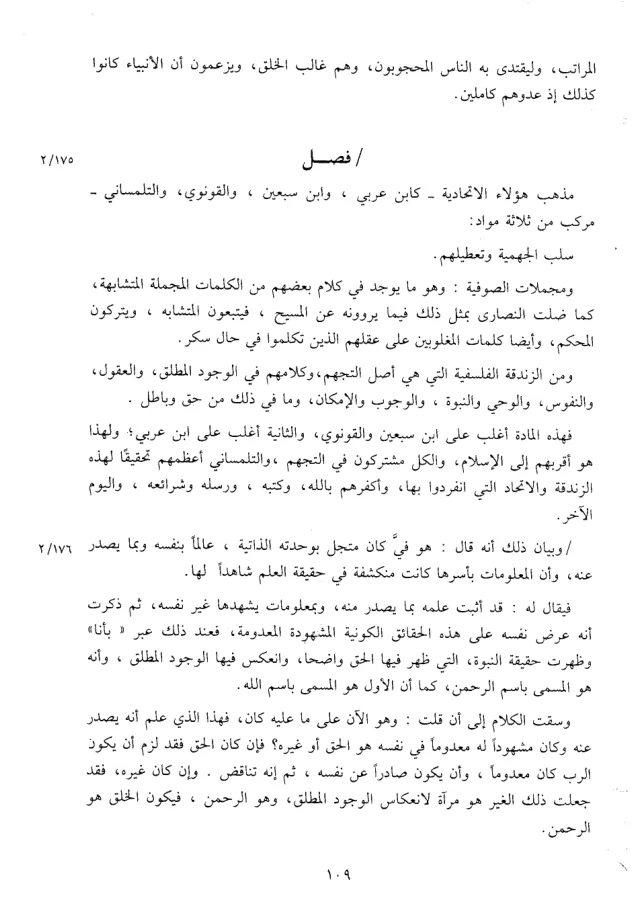 المراتب، وليقتدى به الناس المحجوبون، وهم غالب الخلق، ويزعمون أن الأنبياء كانوا
كذلك إذ عدوهم كاملين.
/ فصــل
٢/١٧٥
مذهب هؤلاء الاتحادية ـ كابن عربي ، وابن سبعين ، والقونوي، والتلمساني ـ
مركب من ثلاثة مواد:
سلب الجهمية وتعطيلهم.
ومجملات الصوفية : وهو ما يوجد في كلام بعضهم من الكلمات المجملة المتشابهة،
كما ضلت النصارى بمثل ذلك فيما يروونه عن المسيح ، فيتبعون المتشابه ، ويتركون
المحكم، وأيضا كلمات المغلوبين على عقلهم الذين تكلموا في حال سكر.
ومن الزندقة الفلسفية التي هي أصل التجهم، وكلامهم في الوجود المطلق، والعقول،
والنفوس، والوحي والنبوة ، والوجوب والإمكان، وما في ذلك من حق وباطل .
فهذه المادة أغلب على ابن سبعين والقونوي، والثانية أغلب على ابن عربي؛ ولهذا
هو أقربهم إلى الإسلام، والكل مشتركون في التجهم ،والتلمساني أعظمهم تحقيقًا لهذه
الزندقة والاتحاد التي انفردوا بها، وأكفرهم بالله، وكتبه ، ورسله وشرائعه ، واليوم
الآخر.
/ وبيان ذلك أنه قال : هو فيَّ كان متجل بوحدته الذاتية ، عالماً بنفسه وبما يصدر
٢/١٧٦
عنه، وأن المعلومات بأسرها كانت منكشفة في حقيقة العلم شاهداً لها.
فيقال له : قد أثبت علمه بما يصدر منه، وبمعلومات يشهدها غير نفسه، ثم ذكرت
أنه عرض نفسه على هذه الحقائق الكونية المشهودة المعدومة، فعند ذلك عبر « بأنا»
وظهرت حقيقة النبوة، التي ظهر فيها الحق واضحا، وانعكس فيها الوجود المطلق ، وأنه
هو المسمى باسم الرحمن، كما أن الأول هو المسمى باسم الله.
وسقت الكلام إلى أن قلت : وهو الآن على ما عليه كان، فهذا الذي علم أنه يصدر
عنه وكان مشهوداً له معدوماً في نفسه هو الحق أو غيره؟ فإن كان الحق فقد لزم أن يكون
الرب كان معدوماً ، وأن يكون صادراً عن نفسه ، ثم إنه تناقض . وإن كان غيره، فقد
جعلت ذلك الغير هو مرآة لانعكاس الوجود المطلق، وهو الرحمن ، فيكون الخلق هو
الرحمن.
١٠٩